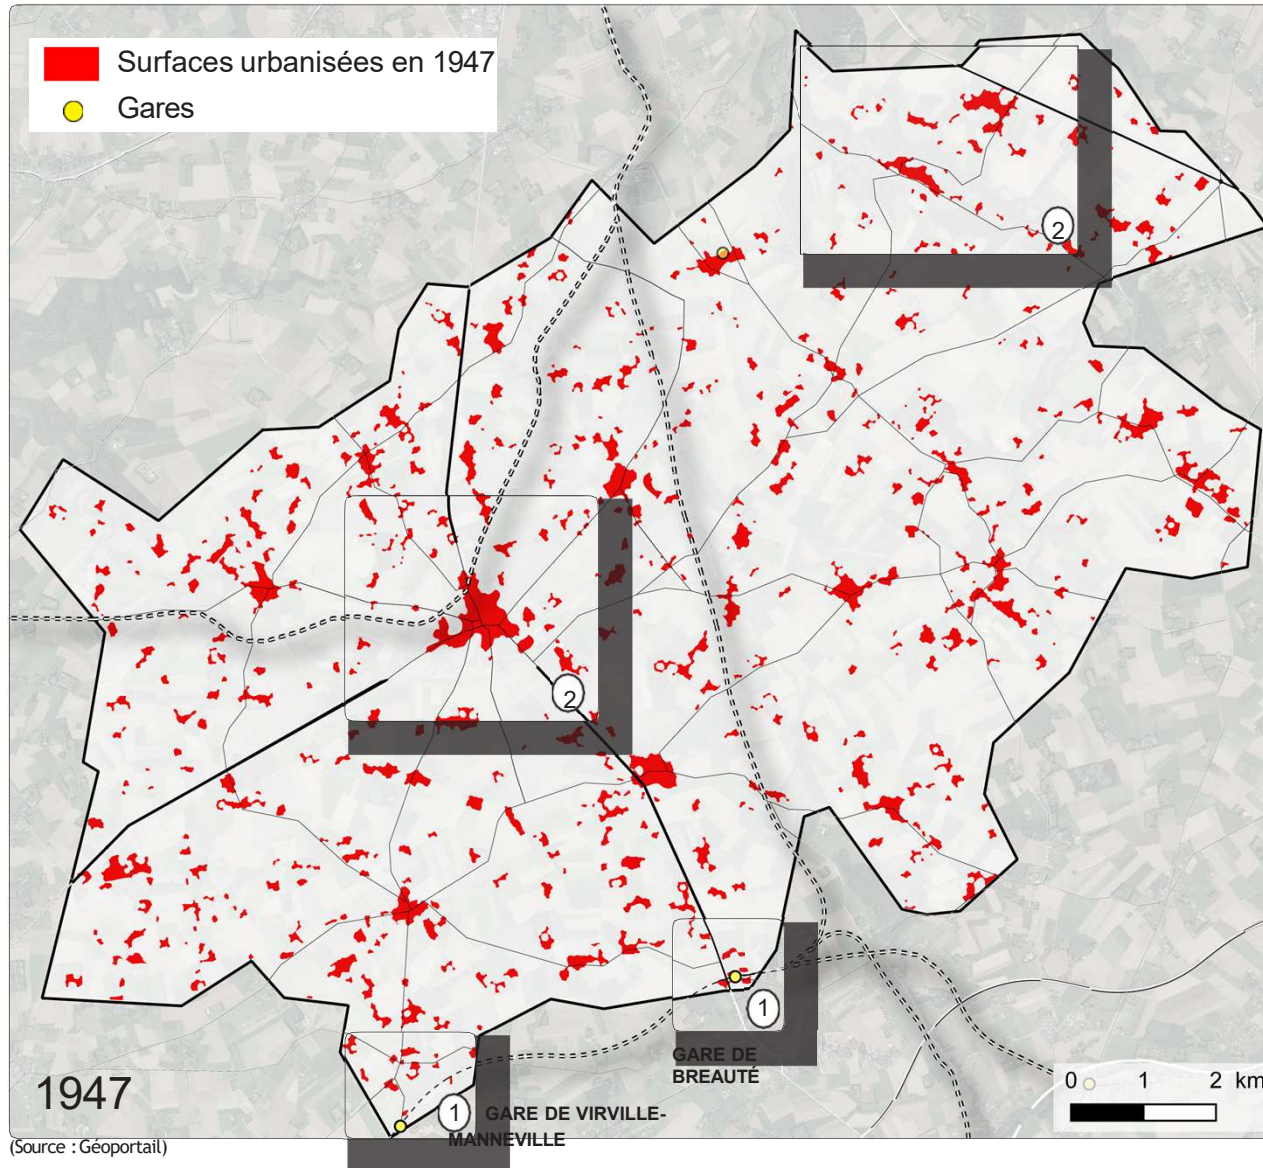 Surfaces urbanisées en 1947
Gares
2
2
1
GARE DE
BREAUTÉ
0 1 2 km
1947
1
GARE DE VIRVILLE-
MANNEVILLE
(Source : Géoportail)